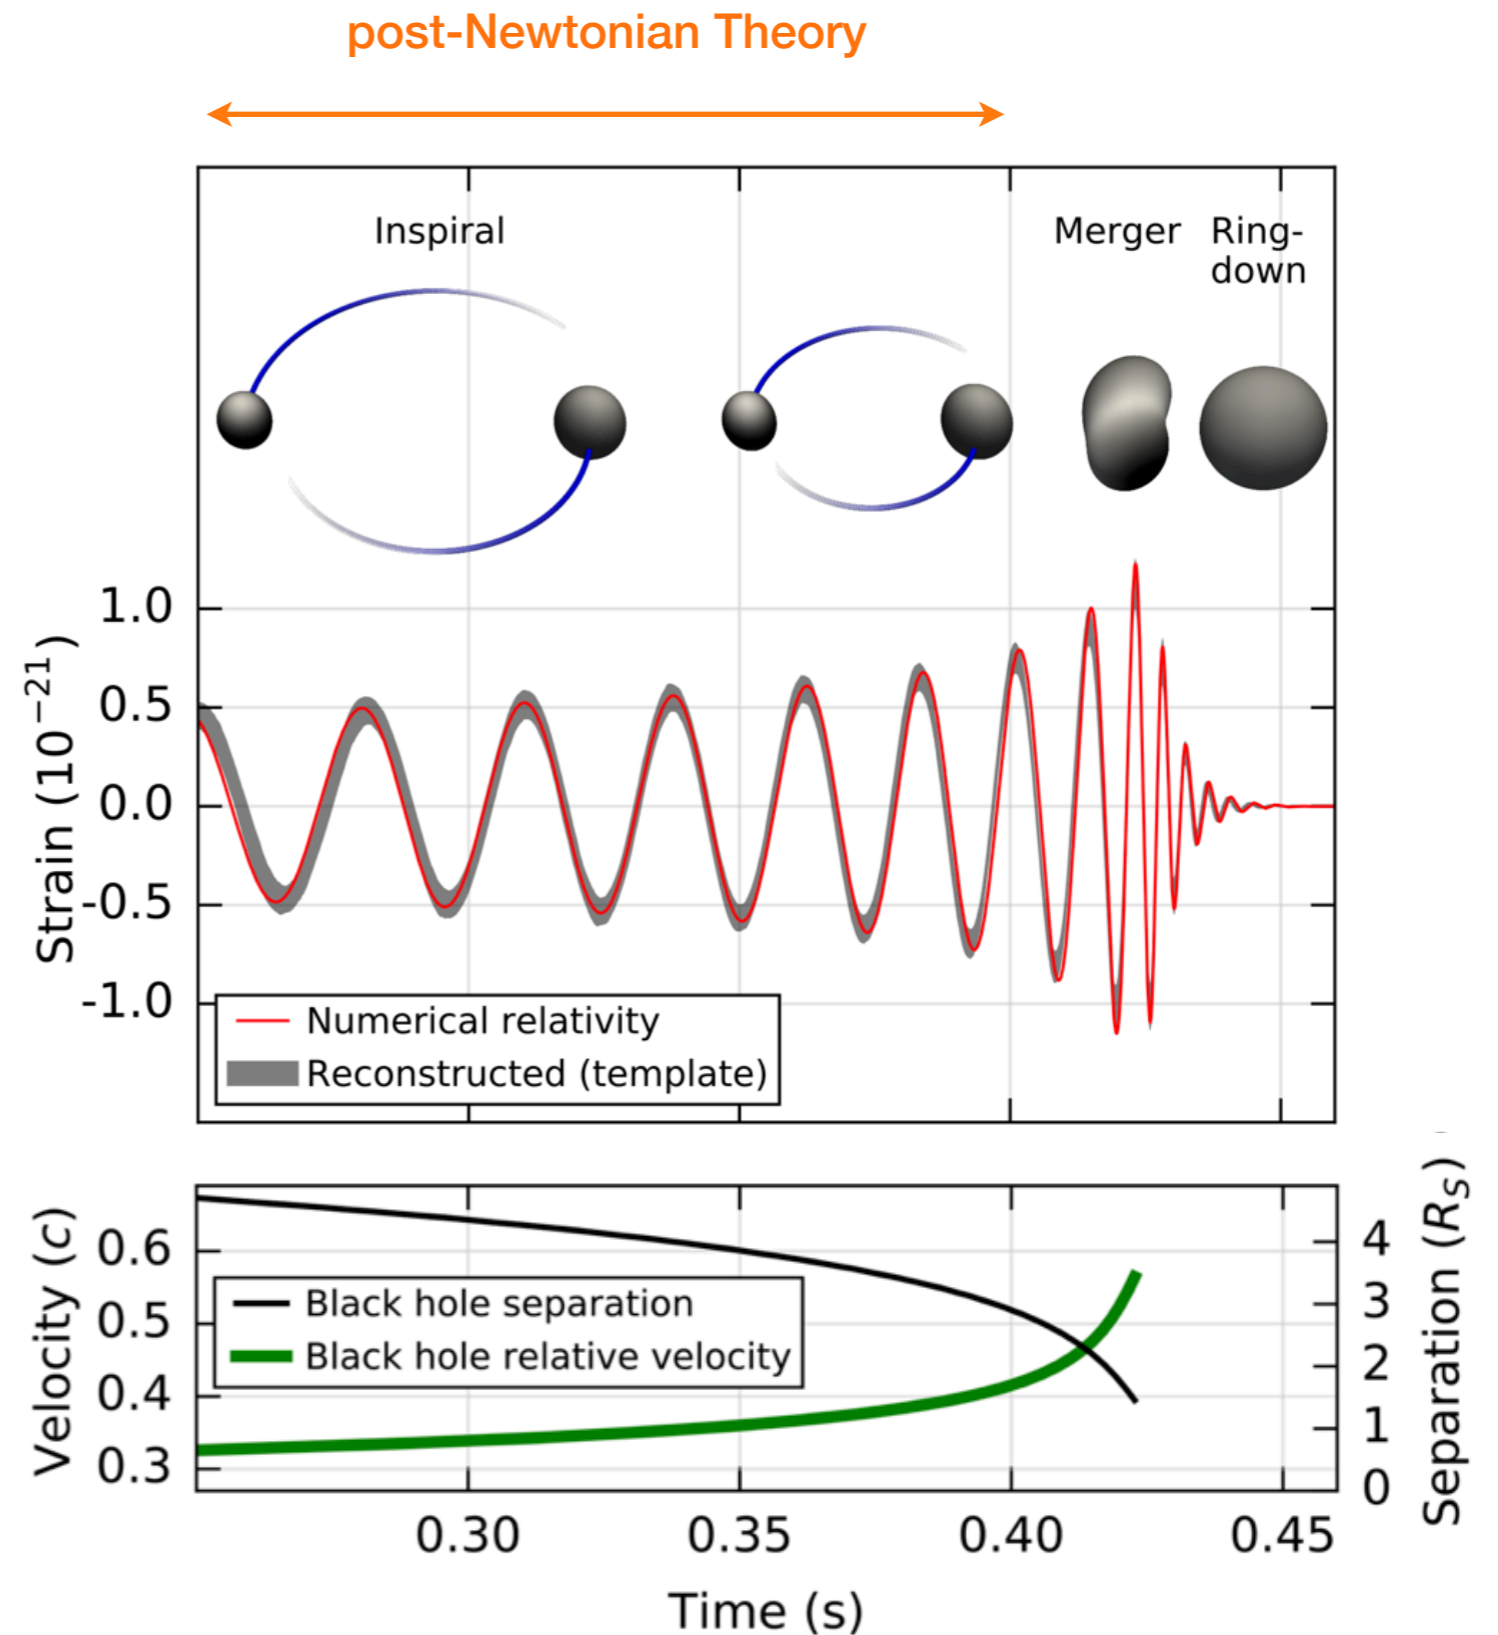 post-Newtonian Theory
Inspiral
Merger
Ring-
down
1.0
0.5
0.0
-0.5
-1.0
Strain (10⁻²¹)
Numerical relativity
Reconstructed (template)
Velocity (c)
0.6
0.5
0.4
0.3
Black hole separation
Black hole relative velocity
4
3
2
1
0
Separation (R_S)
0.30 0.35 0.40 0.45
Time (s)